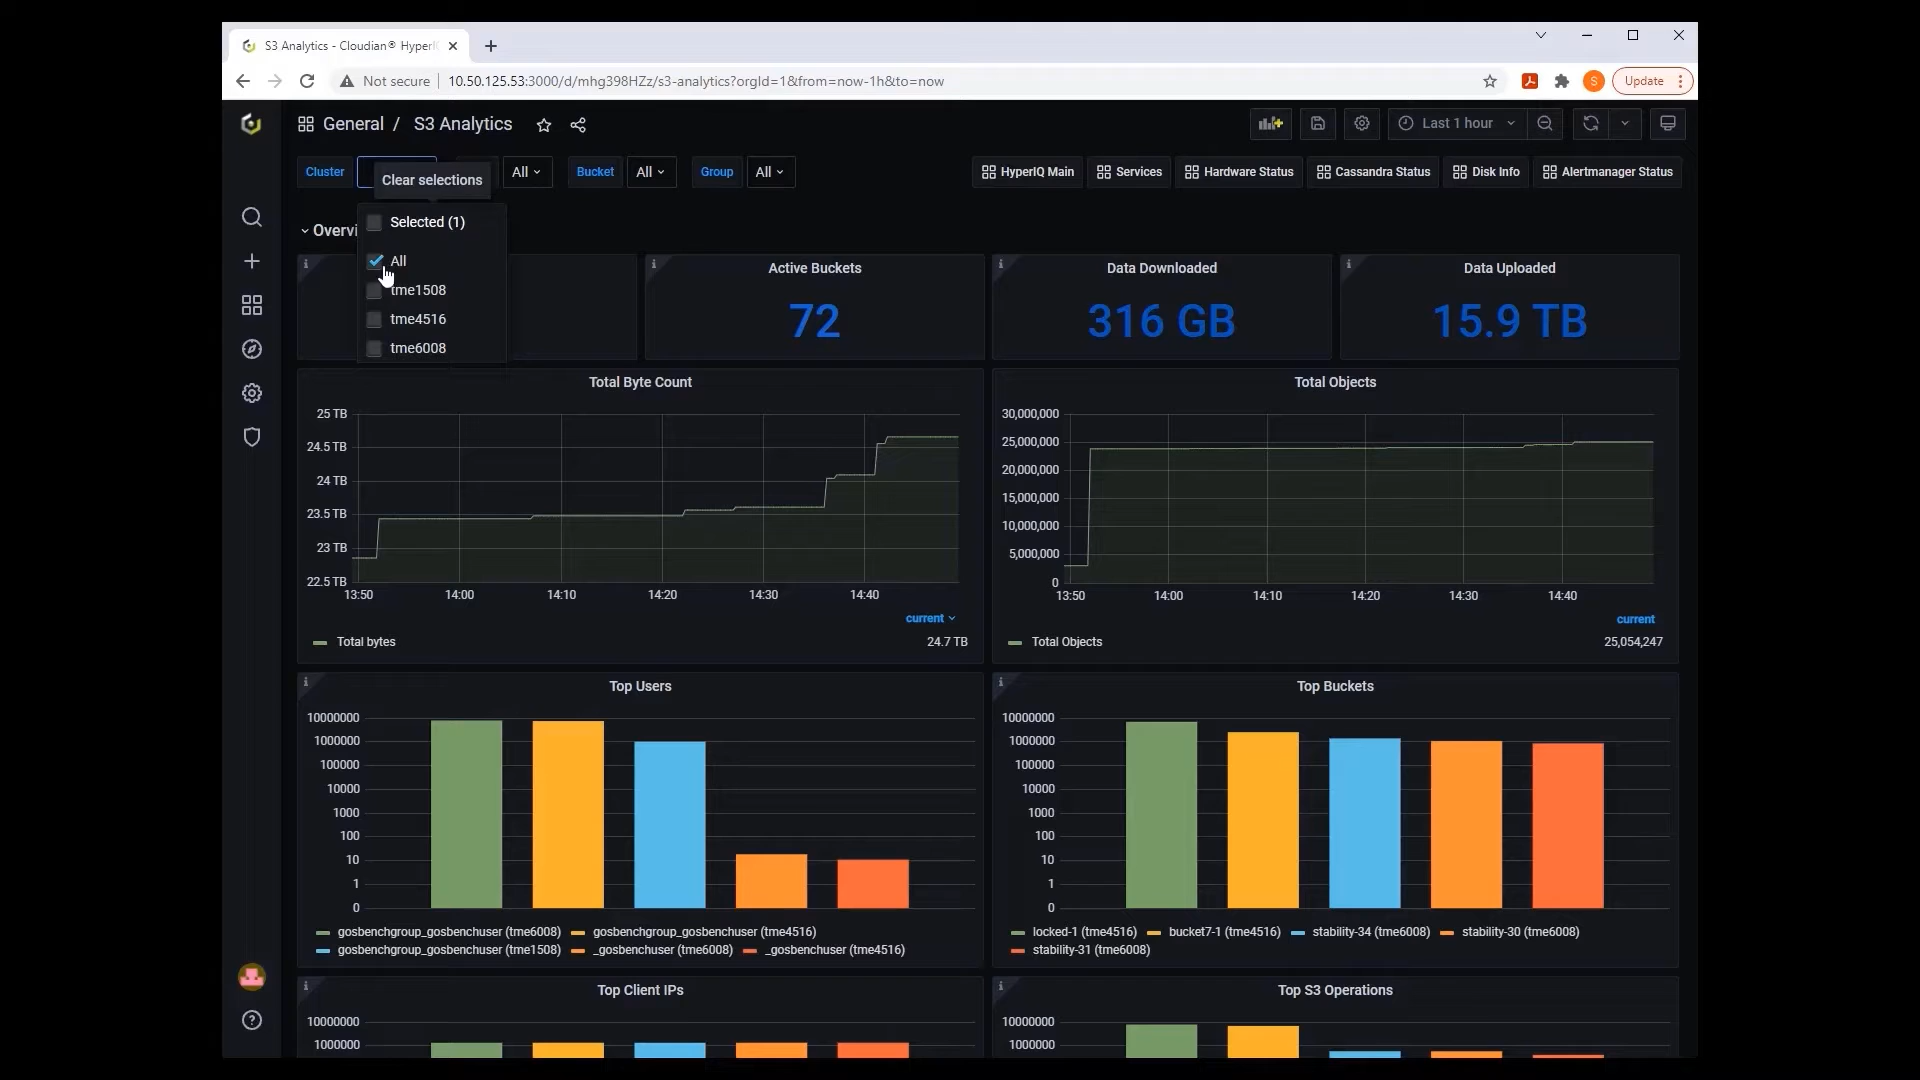 S3 Analytics - Cloudian® HyperI
Not secure
10.50.125.53:3000/d/mhg398HZz/s3-analytics?orgId=1&from=now-1h&to=now
S
Update
General / S3 Analytics
Last 1 hour
Cluster
All
Bucket
All
Group
All
HyperIQ Main
Services
Hardware Status
Cassandra Status
Disk Info
Alertmanager Status
Clear selections
Selected (1)
All
tme1508
tme4516
tme6008
Overvi
Active Buckets
72
Data Downloaded
316 GB
Data Uploaded
15.9 TB
Total Byte Count
25 TB
24.5 TB
24 TB
23.5 TB
23 TB
22.5 TB
13:50 14:00 14:10 14:20 14:30 14:40
current
Total bytes 24.7 TB
Total Objects
30,000,000
25,000,000
20,000,000
15,000,000
10,000,000
5,000,000
0
13:50 14:00 14:10 14:20 14:30 14:40
current
Total Objects 25,054,247
Top Users
10000000
1000000
100000
10000
1000
100
10
1
0
gosbenchgroup_gosbenchuser (tme6008) gosbenchgroup_gosbenchuser (tme4516)
gosbenchgroup_gosbenchuser (tme1508) _gosbenchuser (tme6008) _gosbenchuser (tme4516)
Top Buckets
10000000
1000000
100000
10000
1000
100
10
1
0
locked-1 (tme4516) bucket7-1 (tme4516) stability-34 (tme6008) stability-30 (tme6008)
stability-31 (tme6008)
Top Client IPs
10000000
1000000
Top S3 Operations
10000000
1000000